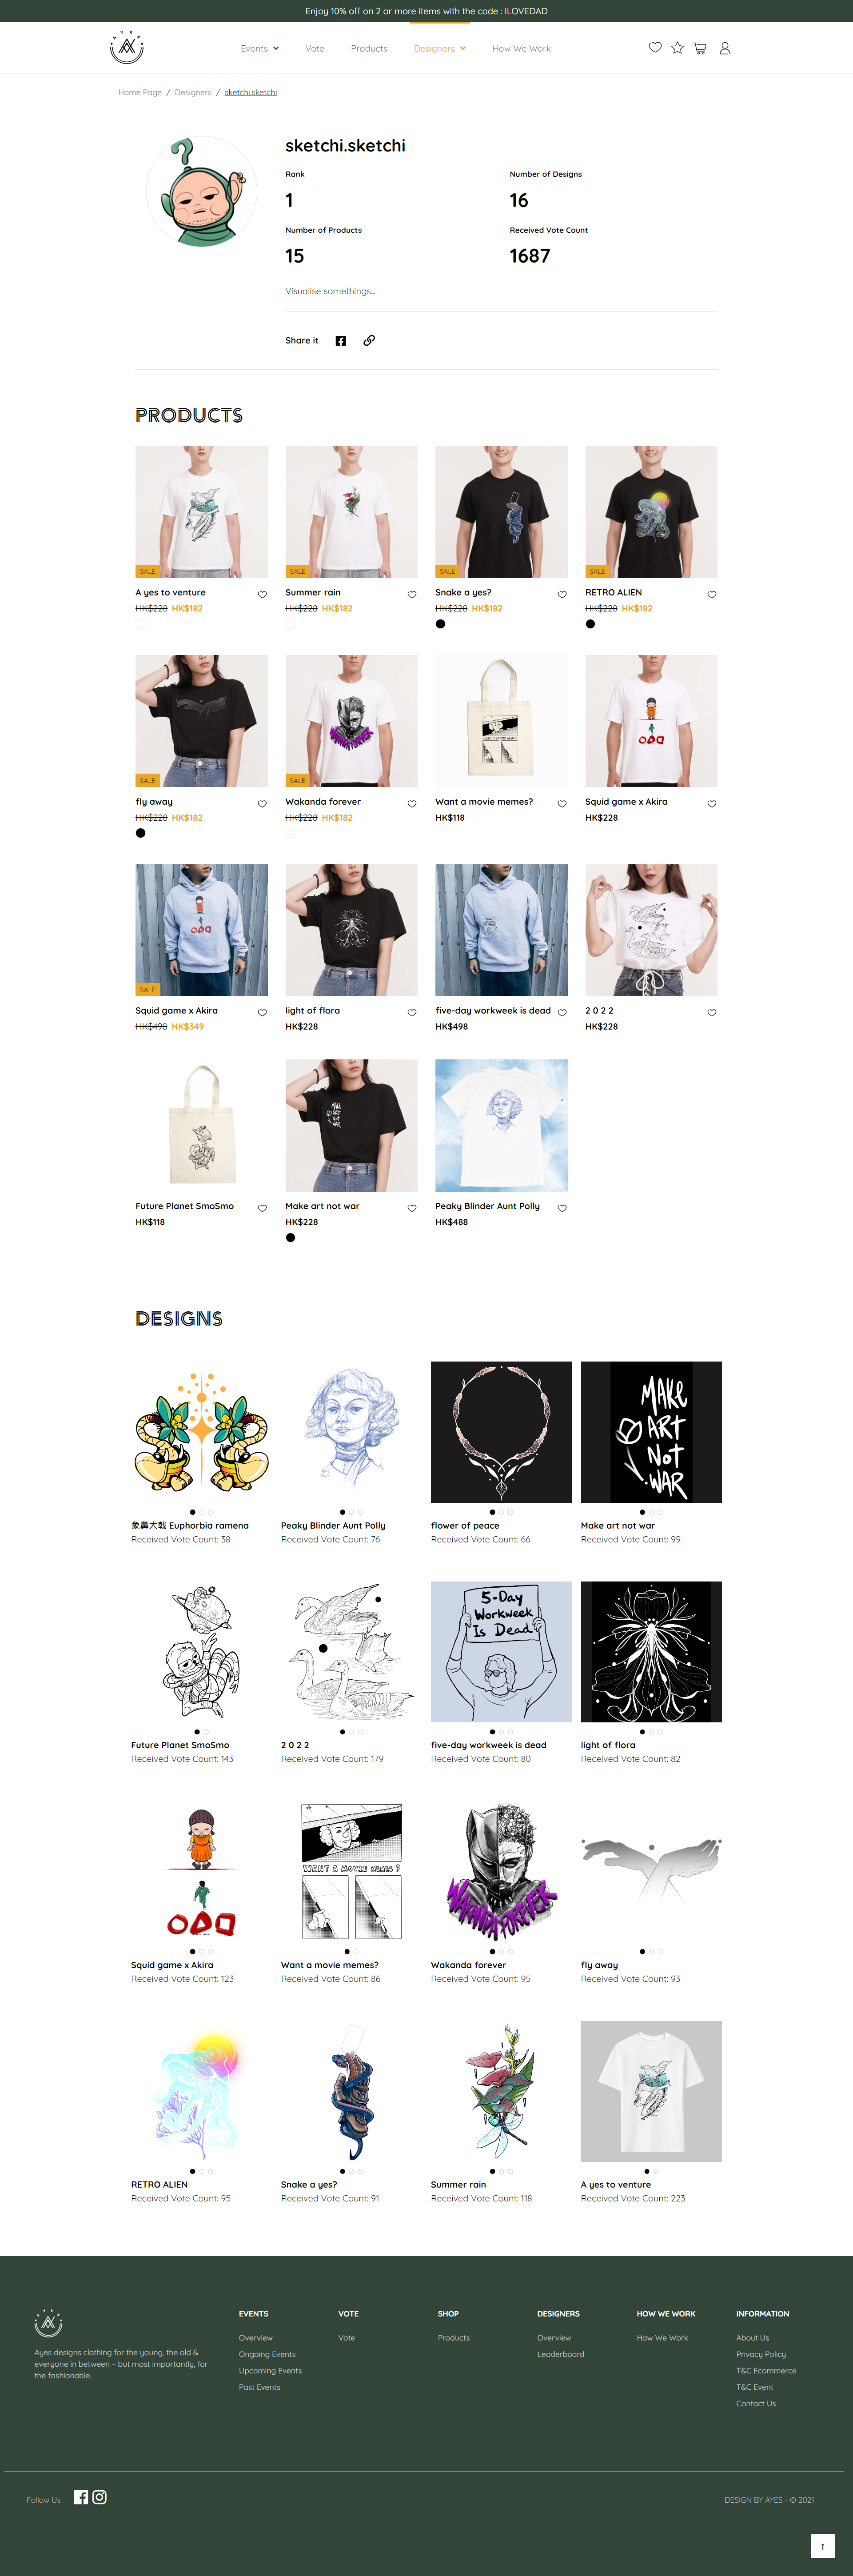 Enjoy 10% off on 2 or more items with the code : ILOVEDAD
Events Vote Products Designers How We Work
Home Page / Designers / sketchi.sketchi
sketchi.sketchi
Rank Number of Designs
1 16
Number of Products Received Vote Count
15 1687
Visualise somethings...
Share it
PRODUCTS
SALE SALE SALE SALE
A yes to venture Summer rain Snake a yes? RETRO ALIEN
HK$228 HK$182 HK$228 HK$182 HK$228 HK$182 HK$228 HK$182
WAKANDA FOREVER
WANT A MOVIE MEMES?
SALE SALE
fly away Wakanda forever Want a movie memes? Squid game x Akira
HK$228 HK$182 HK$228 HK$182 HK$118 HK$228
SALE
Squid game x Akira light of flora five-day workweek is dead 2 0 2 2
HK$498 HK$349 HK$228 HK$498 HK$228
MAKE
ART
NOT
WAR
Future Planet SmoSmo Make art not war Peaky Blinder Aunt Polly
HK$118 HK$228 HK$488
DESIGNS
MAKE
ART
NOT
WAR
象鼻大戟 Euphorbia ramena Peaky Blinder Aunt Polly flower of peace Make art not war
Received Vote Count: 38 Received Vote Count: 76 Received Vote Count: 66 Received Vote Count: 99
5-Day
Workweek
Is Dead
Future Planet SmoSmo 2 0 2 2 five-day workweek is dead light of flora
Received Vote Count: 143 Received Vote Count: 179 Received Vote Count: 80 Received Vote Count: 82
WANT A MOVIE MEMES?
WAKANDA FOREVER
Squid game x Akira Want a movie memes? Wakanda forever fly away
Received Vote Count: 123 Received Vote Count: 86 Received Vote Count: 95 Received Vote Count: 93
RETRO ALIEN Snake a yes? Summer rain A yes to venture
Received Vote Count: 95 Received Vote Count: 91 Received Vote Count: 118 Received Vote Count: 223
EVENTS VOTE SHOP DESIGNERS HOW WE WORK INFORMATION
Overview Vote Products Overview How We Work About Us
Ayes designs clothing for the young, the old &
everyone in between – but most importantly, for
the fashionable.
Ongoing Events Leaderboard Privacy Policy
Upcoming Events T&C Ecommerce
Past Events T&C Event
Contact Us
Follow Us DESIGN BY AYES - © 2021